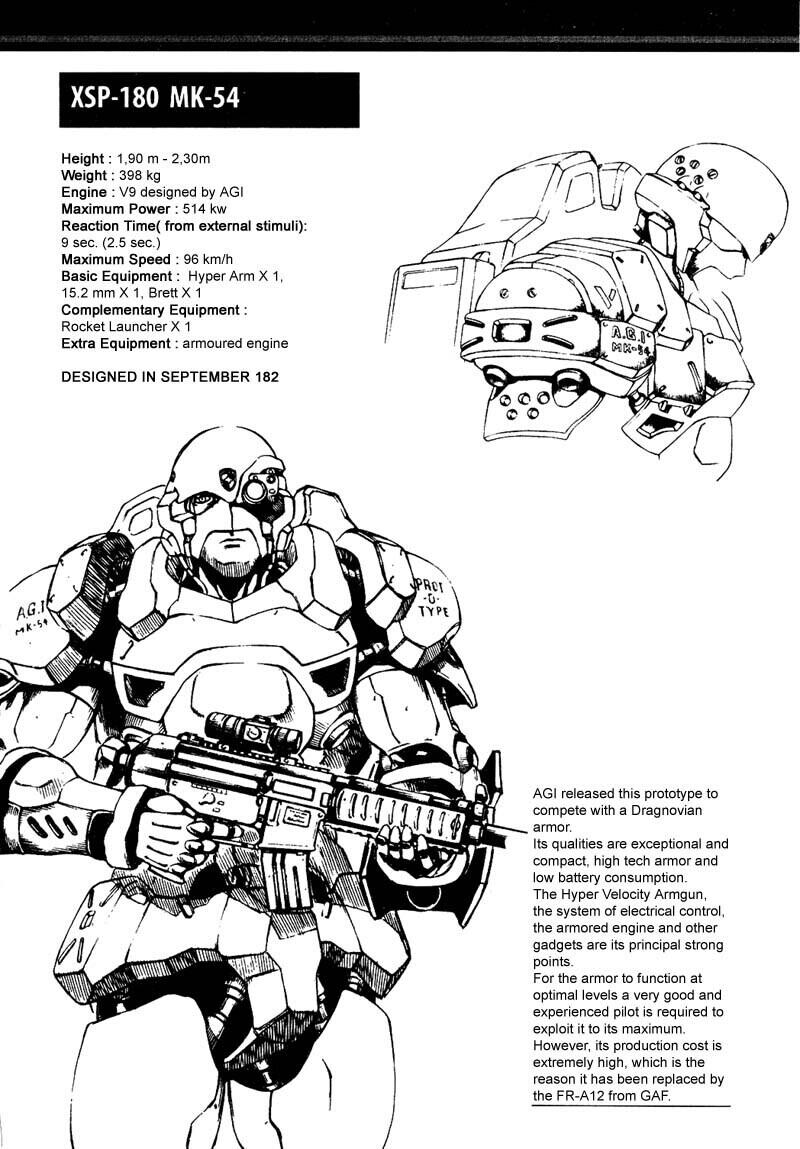 XSP-180 MK-54
Height : 1,90 m - 2,30m
Weight : 398 kg
Engine : V9 designed by AGI
Maximum Power : 514 kw
Reaction Time( from external stimuli):
9 sec. (2.5 sec.)
Maximum Speed : 96 km/h
Basic Equipment : Hyper Arm X 1,
15.2 mm X 1, Brett X 1
Complementary Equipment :
Rocket Launcher X 1
Extra Equipment : armoured engine
DESIGNED IN SEPTEMBER 182
A.G.I
MK-54
A.G.I
MK-54
PROT
-O-
TYPE
AGI released this prototype to
compete with a Dragnovian
armor.
Its qualities are exceptional and
compact, high tech armor and
low battery consumption.
The Hyper Velocity Armgun,
the system of electrical control,
the armored engine and other
gadgets are its principal strong
points.
For the armor to function at
optimal levels a very good and
experienced pilot is required to
exploit it to its maximum.
However, its production cost is
extremely high, which is the
reason it has been replaced by
the FR-A12 from GAF.